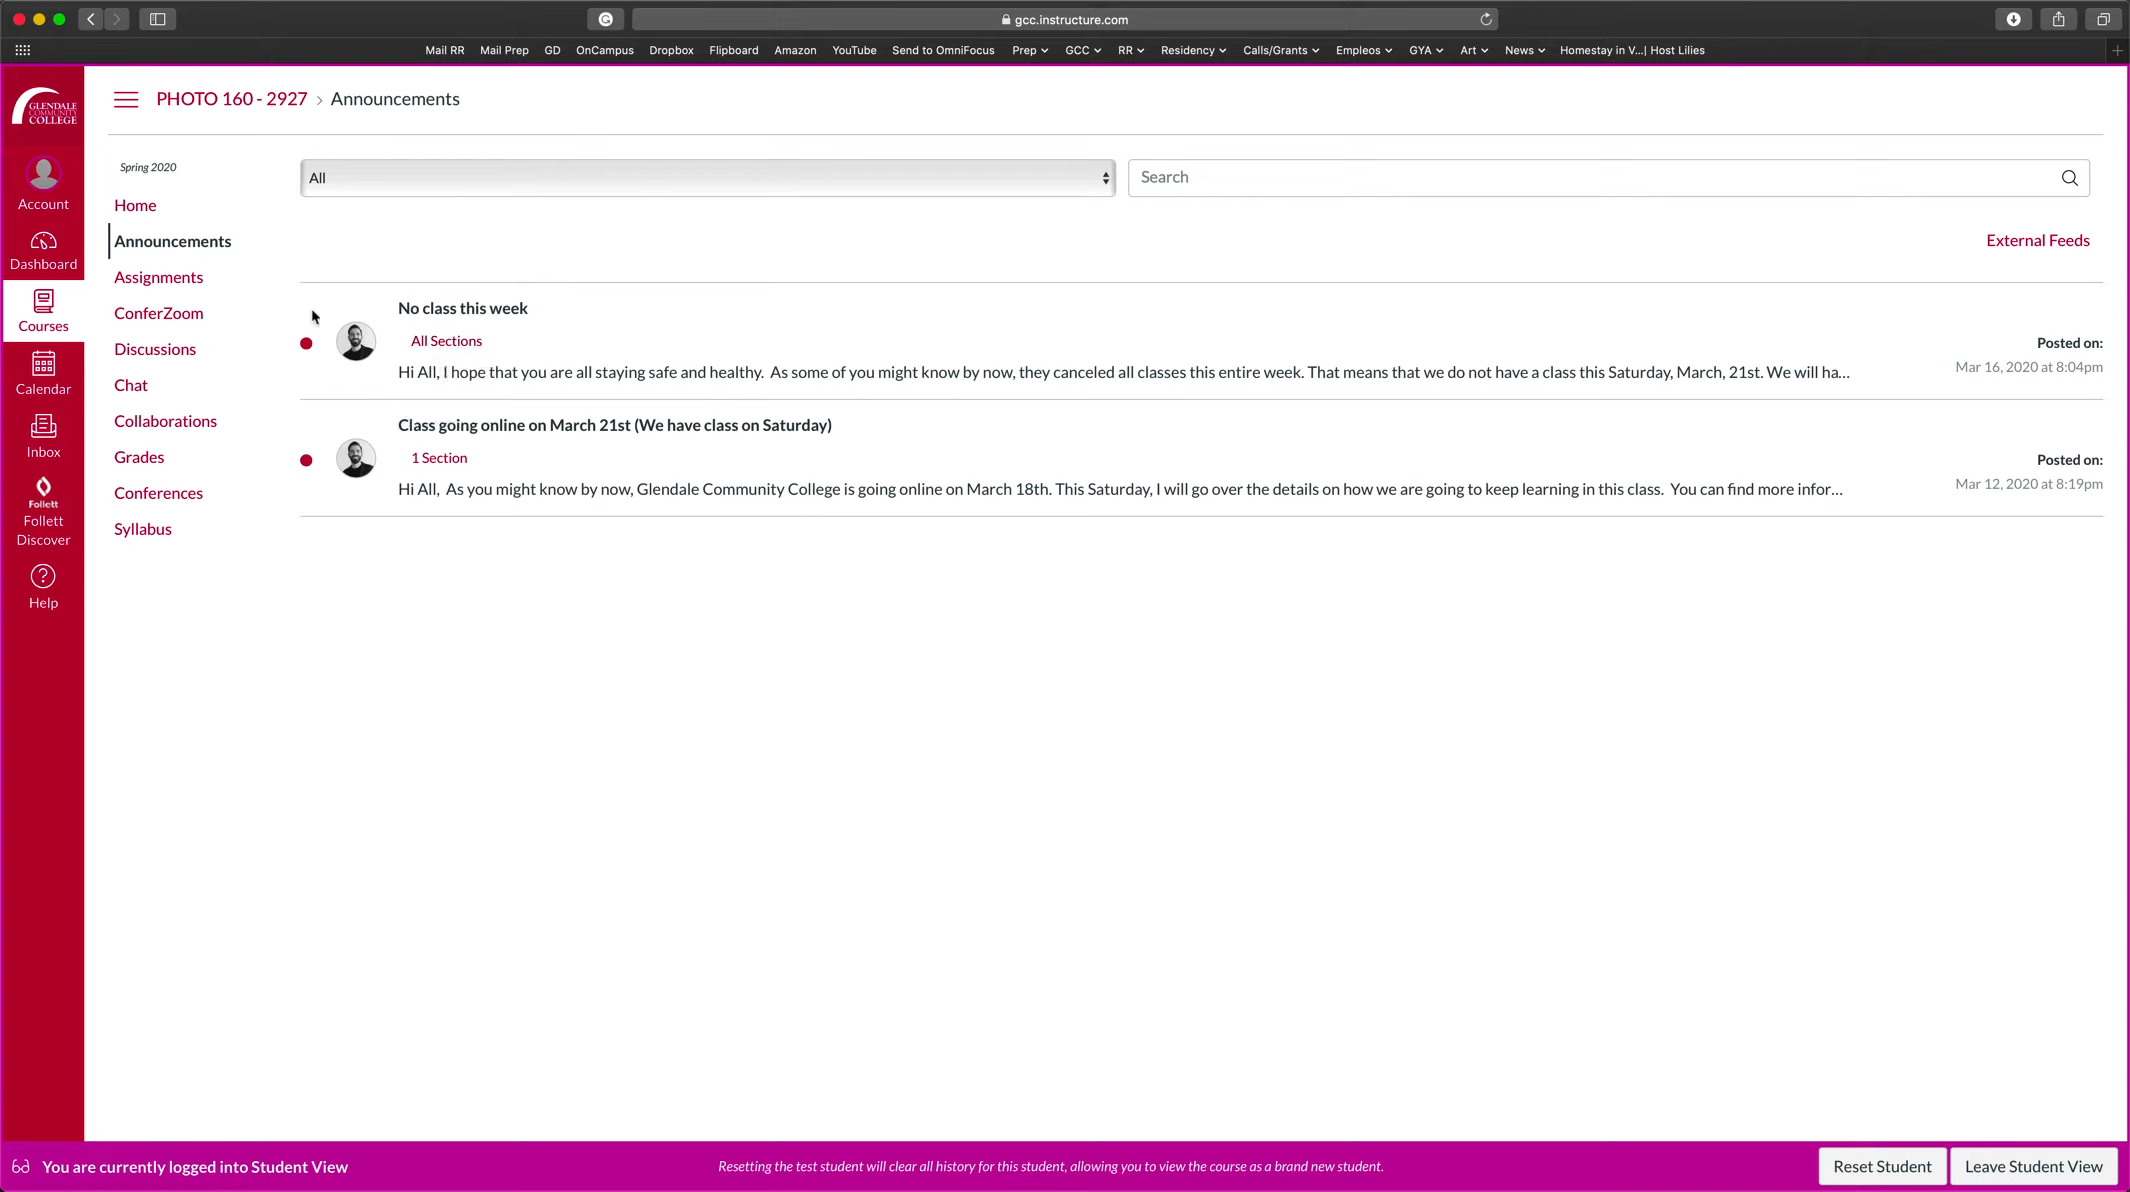 gcc.instructure.com
Mail RR Mail Prep GD OnCampus Dropbox Flipboard Amazon YouTube Send to OmniFocus Prep GCC RR Residency Calls/Grants Empleos GYA Art News Homestay in V...| Host Lilies
GLENDALE
COMMUNITY
COLLEGE
PHOTO 160 - 2927 › Announcements
Account
Dashboard
Courses
Calendar
Inbox
Follett
Follett
Discover
Help
Spring 2020
Home
Announcements
Assignments
ConferZoom
Discussions
Chat
Collaborations
Grades
Conferences
Syllabus
All
Search
External Feeds
No class this week
All Sections
Hi All, I hope that you are all staying safe and healthy. As some of you might know by now, they canceled all classes this entire week. That means that we do not have a class this Saturday, March, 21st. We will ha...
Posted on:
Mar 16, 2020 at 8:04pm
Class going online on March 21st (We have class on Saturday)
1 Section
Hi All, As you might know by now, Glendale Community College is going online on March 18th. This Saturday, I will go over the details on how we are going to keep learning in this class. You can find more infor...
Posted on:
Mar 12, 2020 at 8:19pm
You are currently logged into Student View
Resetting the test student will clear all history for this student, allowing you to view the course as a brand new student.
Reset Student
Leave Student View